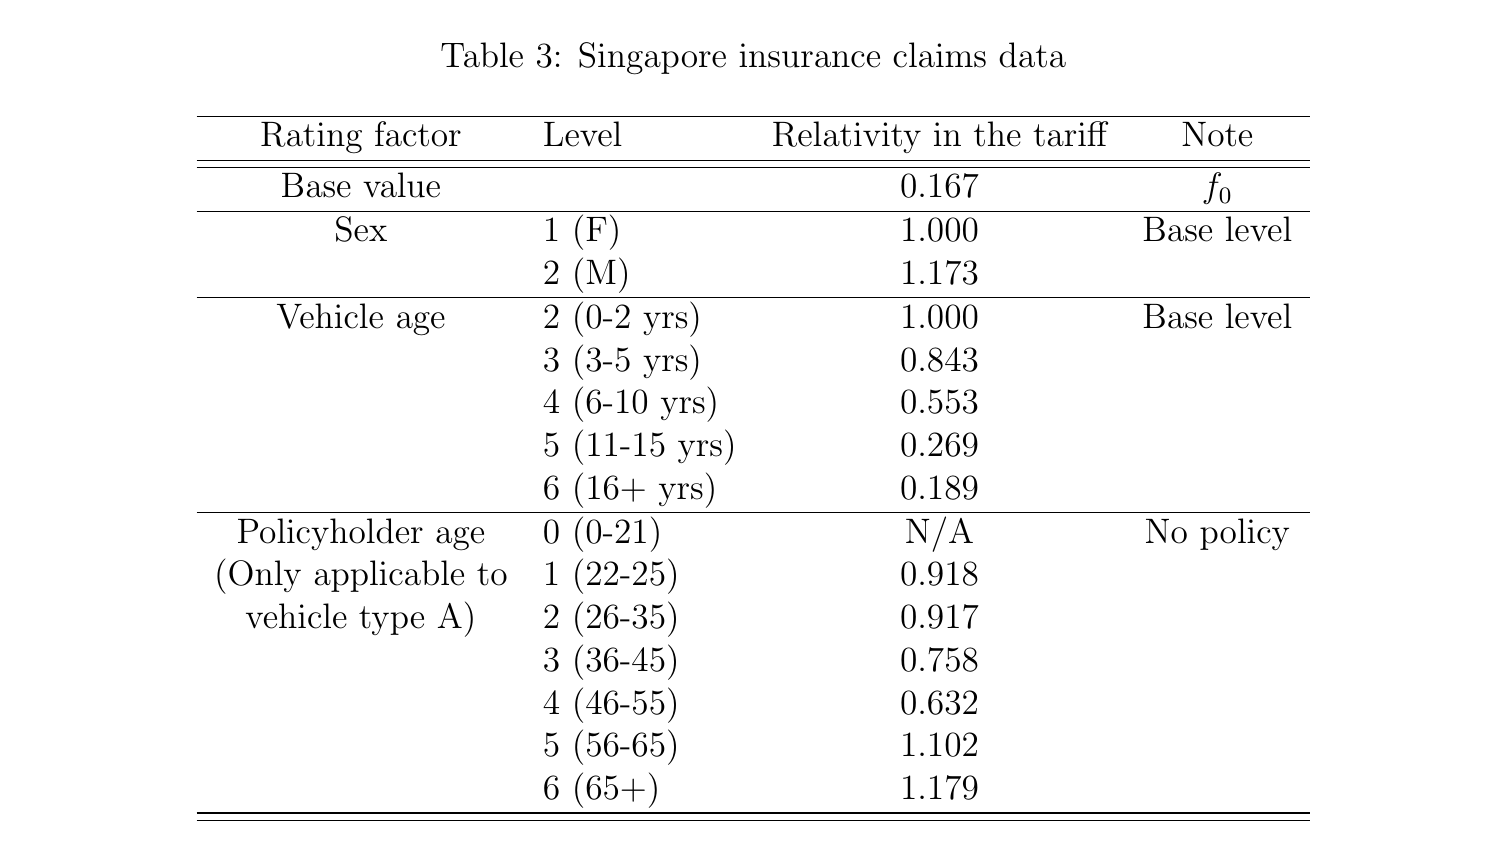 Table 3: Singapore insurance claims data
Rating factor Level Relativity in the tariff Note
Base value 0.167 f0
Sex 1 (F) 1.000 Base level
2 (M) 1.173
Vehicle age 2 (0-2 yrs) 1.000 Base level
3 (3-5 yrs) 0.843
4 (6-10 yrs) 0.553
5 (11-15 yrs) 0.269
6 (16+ yrs) 0.189
Policyholder age 0 (0-21) N/A No policy
(Only applicable to 1 (22-25) 0.918
vehicle type A) 2 (26-35) 0.917
3 (36-45) 0.758
4 (46-55) 0.632
5 (56-65) 1.102
6 (65+) 1.179